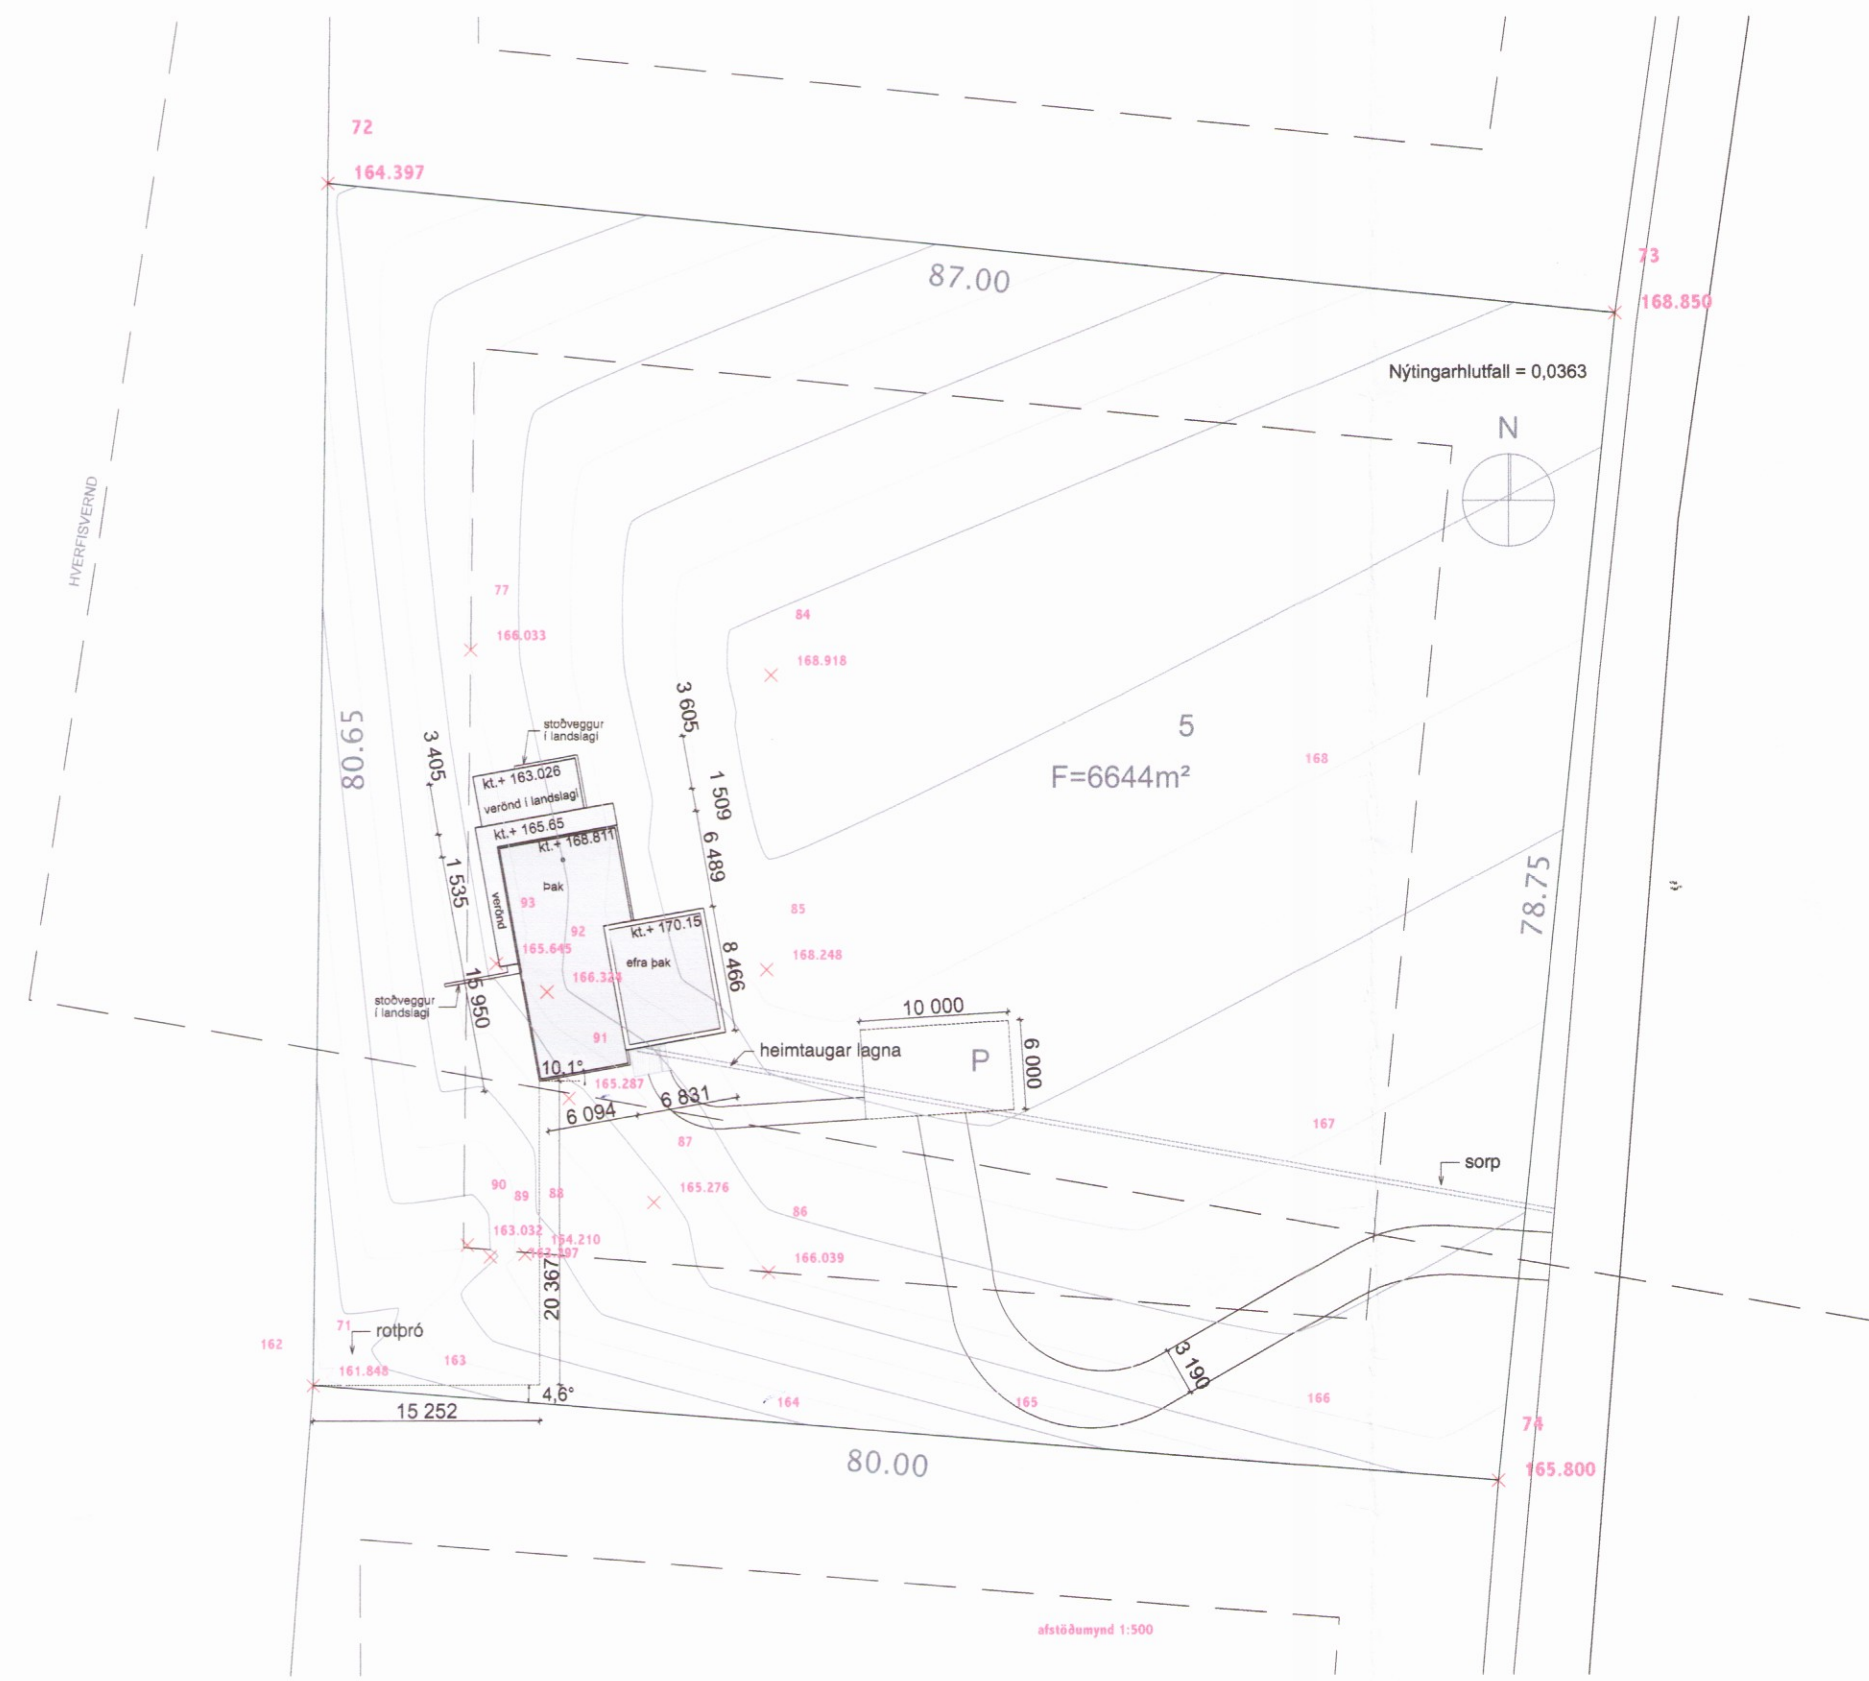 72
164.397
87.00
73
168.850
Nýtingarhlutfall = 0,0363
N
HVERFISVERND
77
166.033
84
168.918
80.65
3 405
stoðveggur
í landslagi
3 605
5
F=6644m²
168
kt.+ 163.026
verönd í landslagi
1 509
kt.+ 165.65
kt.+ 168.811
6 489
1 535
Þak
verönd
93
92
165.645
166.324
kt.+ 170.15
efra þak
8 466
85
168.248
78.75
stoðveggur
í landslagi
15 950
91
10 000
P
6 000
heimtaugar lagna
10,1°
165.287
6 094
6 831
87
167
sorp
90
89
88
165.276
86
163.032
164.210
166.039
20 367
71
rotþró
162
161.848
163
4,6°
15 252
164
165
3 190
166
74
165.800
80.00
afstöðumynd 1:500